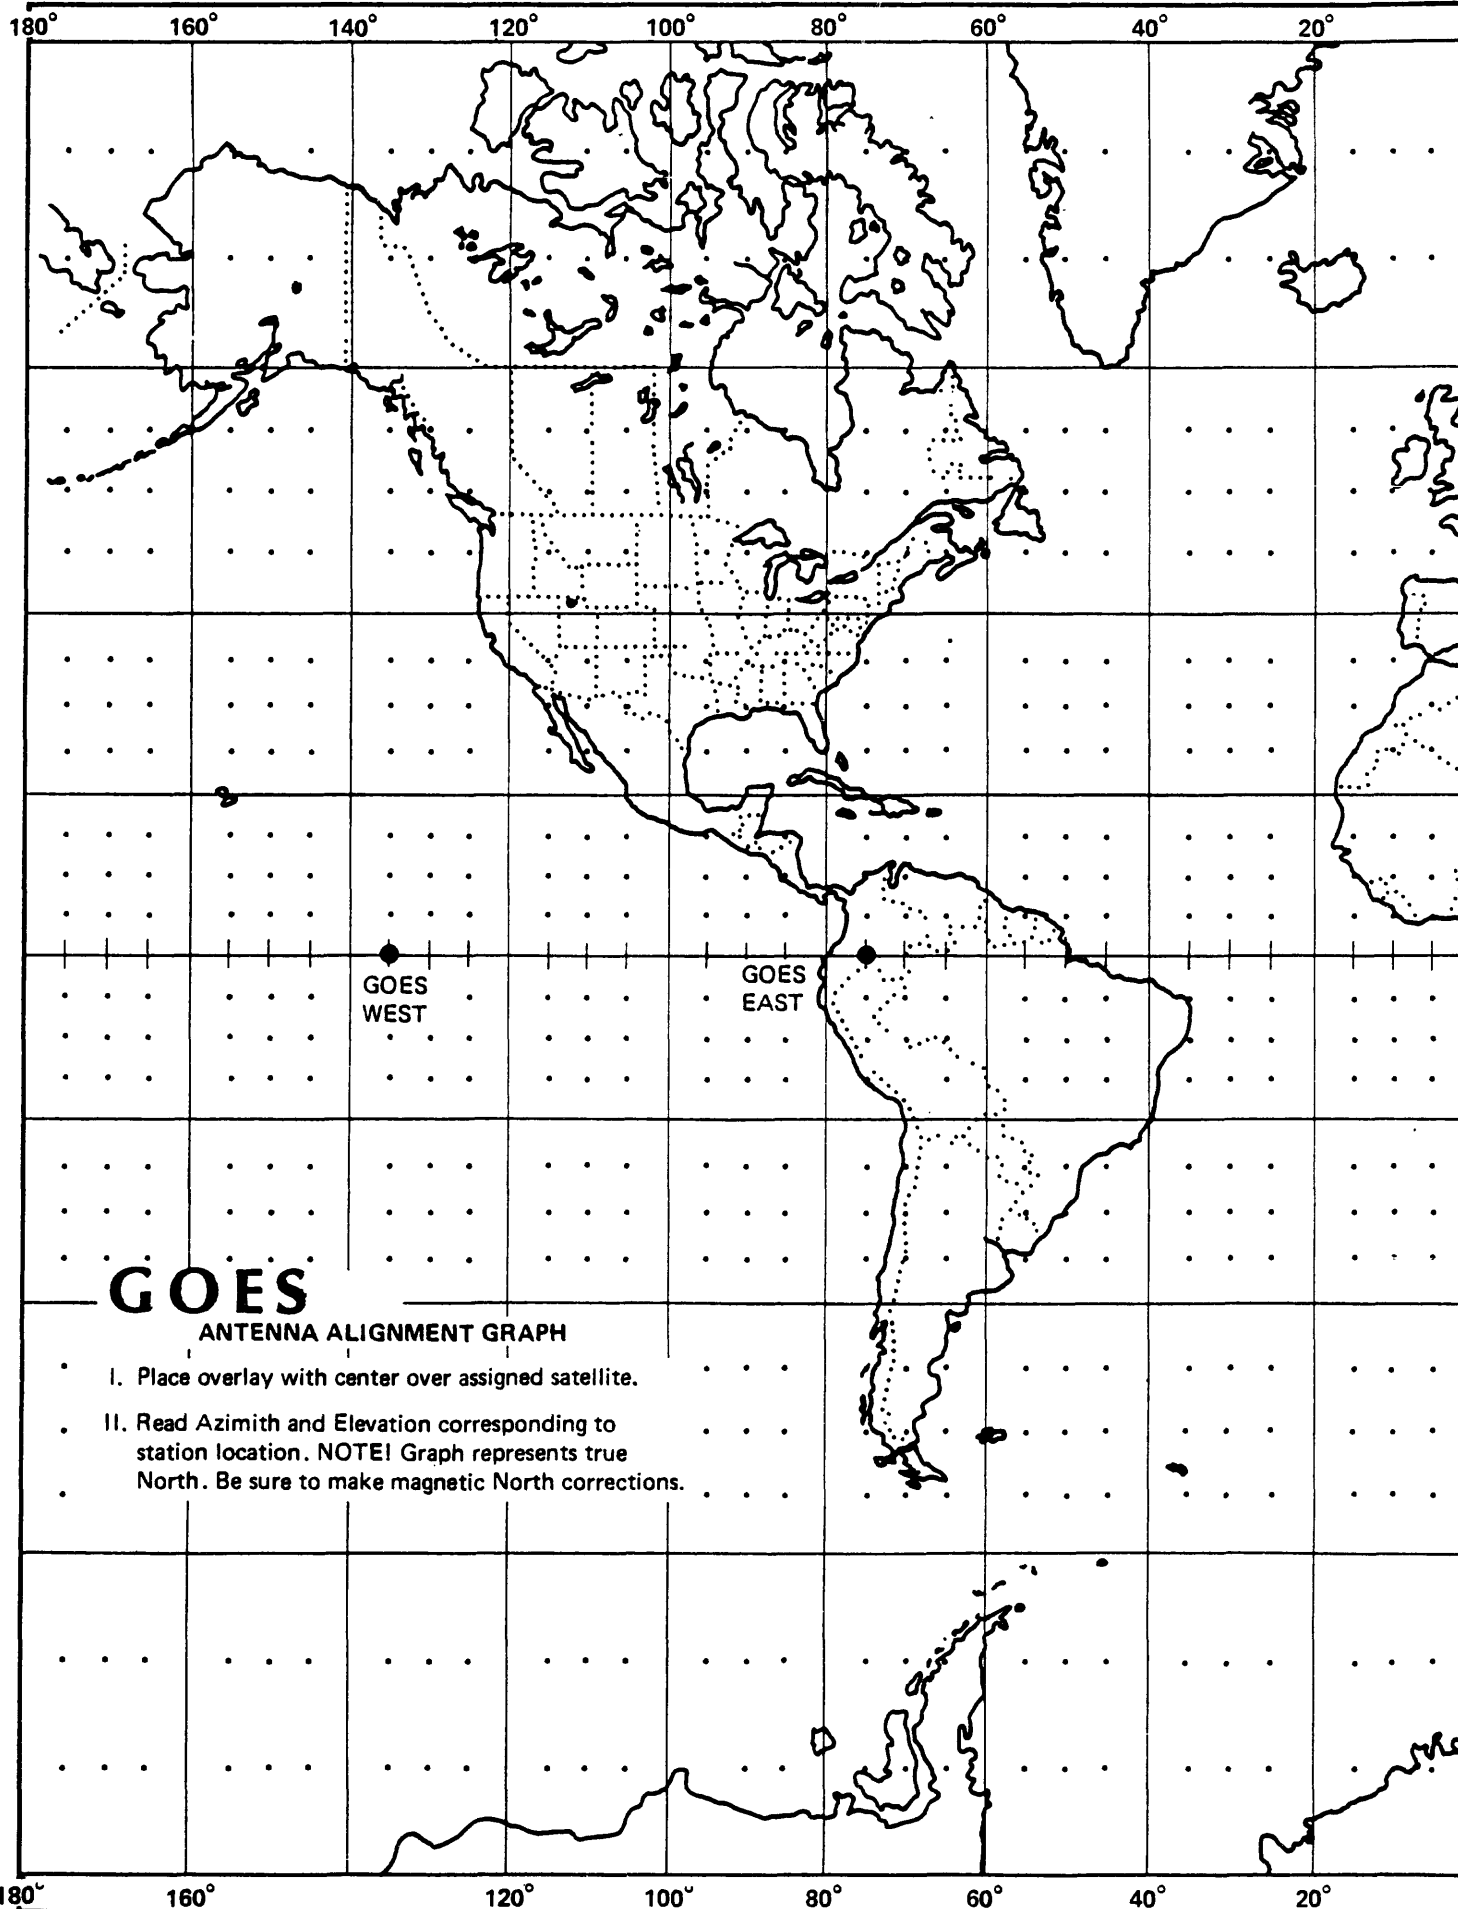 180° 160° 140° 120° 100° 80° 60° 40° 20°
GOES
WEST
GOES
EAST
GOES
ANTENNA ALIGNMENT GRAPH
I. Place overlay with center over assigned satellite.
II. Read Azimith and Elevation corresponding to
station location. NOTE! Graph represents true
North. Be sure to make magnetic North corrections.
180° 160° 140° 120° 100° 80° 60° 40° 20°